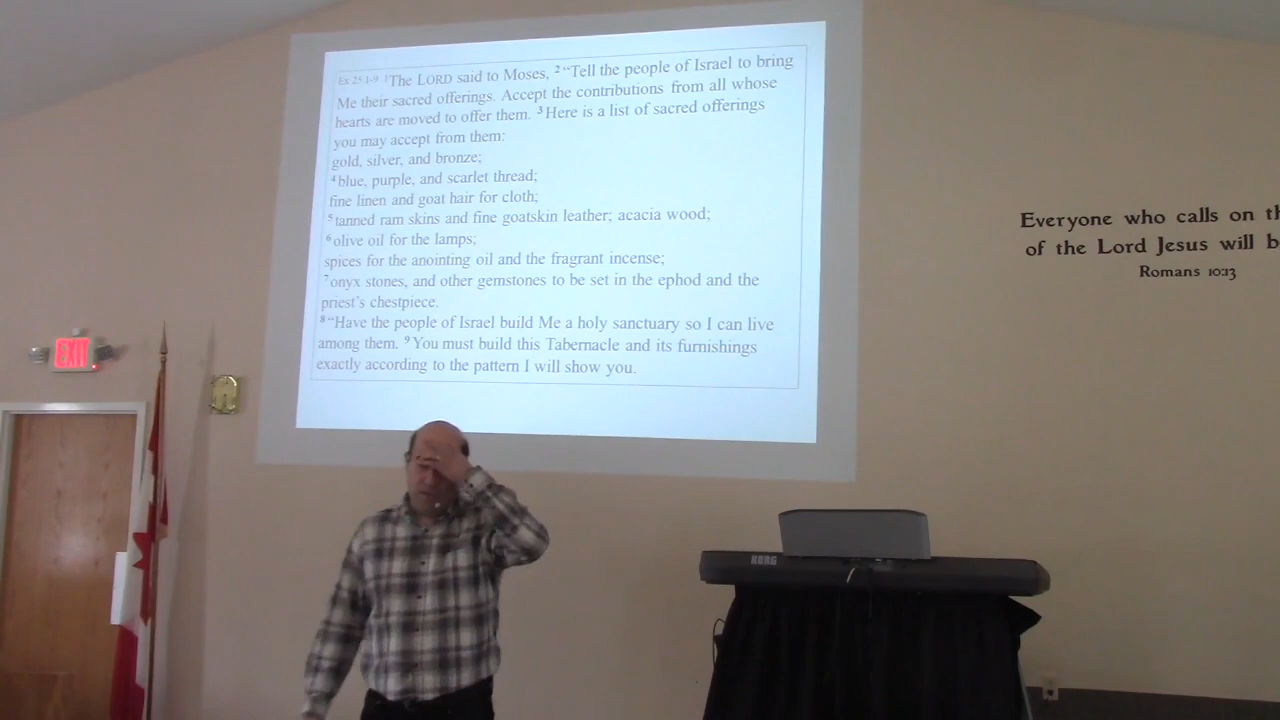 Ex 25:1-9 ¹The LORD said to Moses, ²“Tell the people of Israel to bring
Me their sacred offerings. Accept the contributions from all whose
hearts are moved to offer them. ³Here is a list of sacred offerings
you may accept from them:
gold, silver, and bronze;
⁴blue, purple, and scarlet thread;
fine linen and goat hair for cloth;
⁵tanned ram skins and fine goatskin leather; acacia wood;
⁶olive oil for the lamps;
spices for the anointing oil and the fragrant incense;
⁷onyx stones, and other gemstones to be set in the ephod and the
priest’s chestpiece.
⁸“Have the people of Israel build Me a holy sanctuary so I can live
among them. ⁹You must build this Tabernacle and its furnishings
exactly according to the pattern I will show you.
Everyone who calls on
of the Lord Jesus will
Romans 10:13
EXIT
KORG